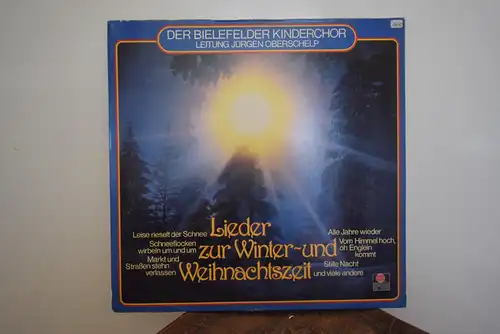 DER BIELEFELDER KINDERCHOR
LEITUNG JÜRGEN OBERSCHELP
Lieder
zur Winter-und
Weihnachtszeit
Leise rieselt der Schnee
Schneeflocken
wirbeln um und um
Markt und
Straßen stehn
verlassen
Alle Jahre wieder
Vom Himmel hoch,
oh Englein
kommt
Stille Nacht
und viele andere